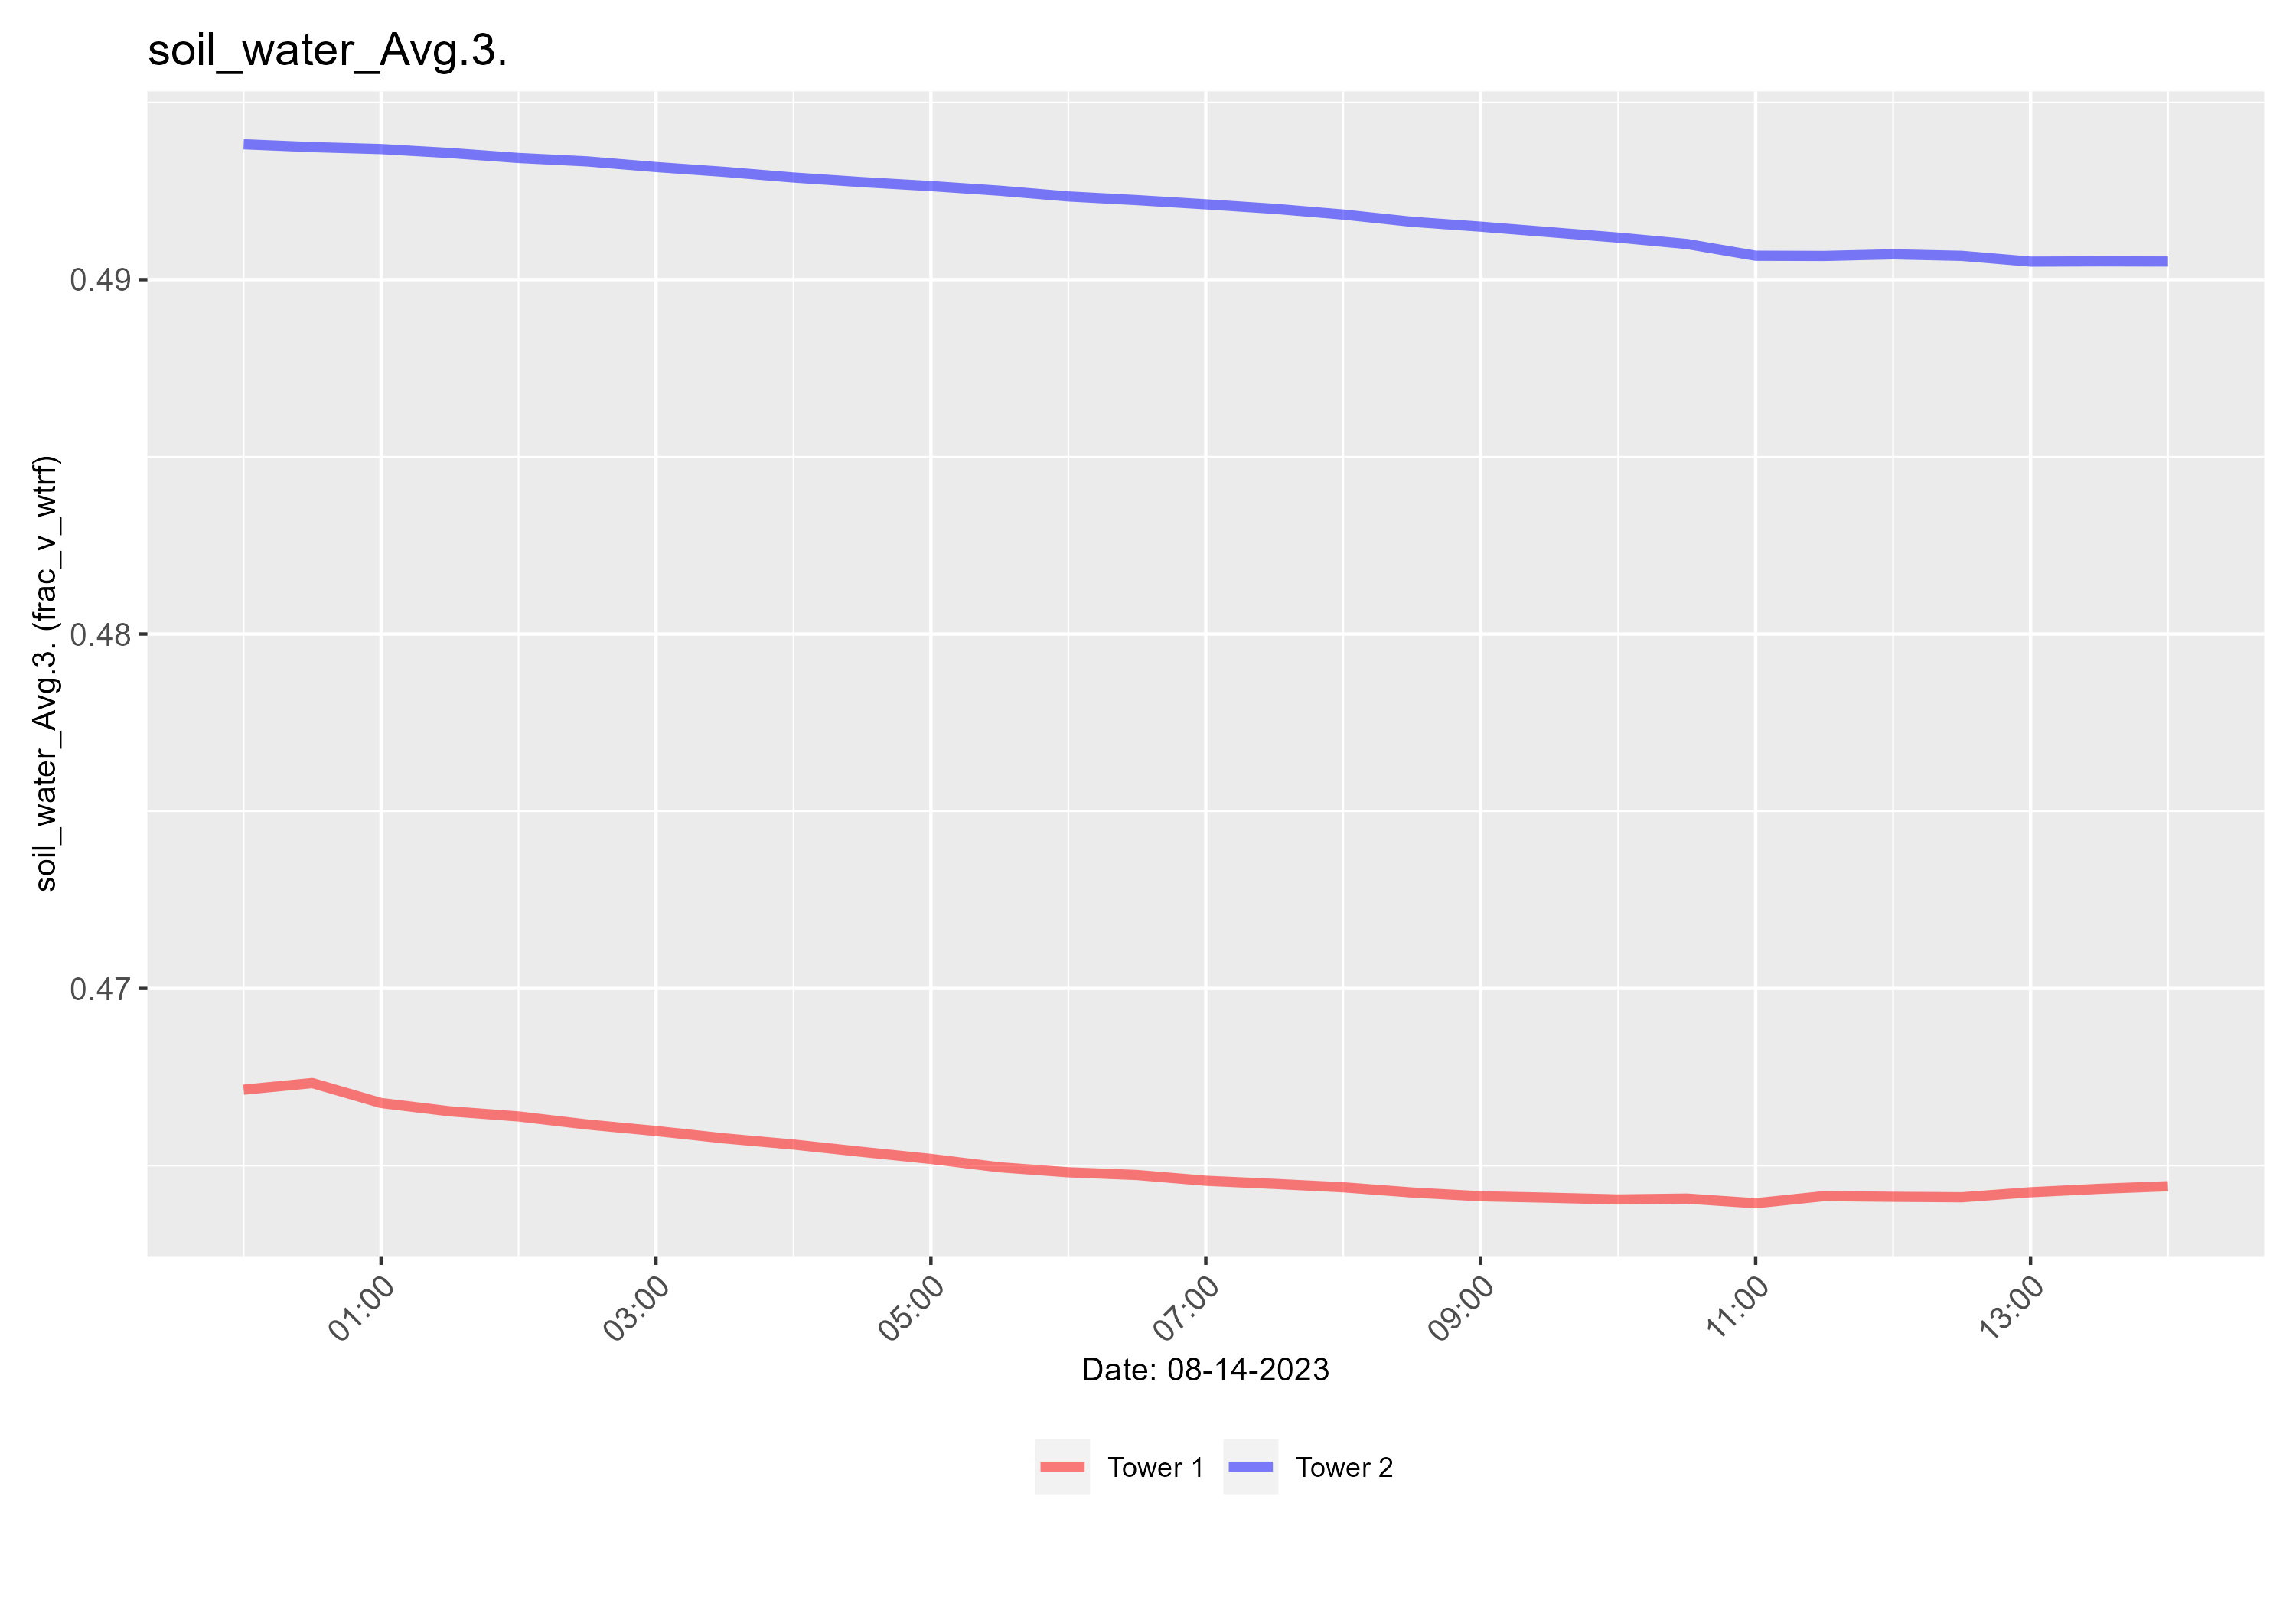 soil_water_Avg.3.
soil_water_Avg.3. (frac_v_wtrf)
0.49
0.48
0.47
01:00
03:00
05:00
07:00
09:00
11:00
13:00
Date: 08-14-2023
Tower 1
Tower 2